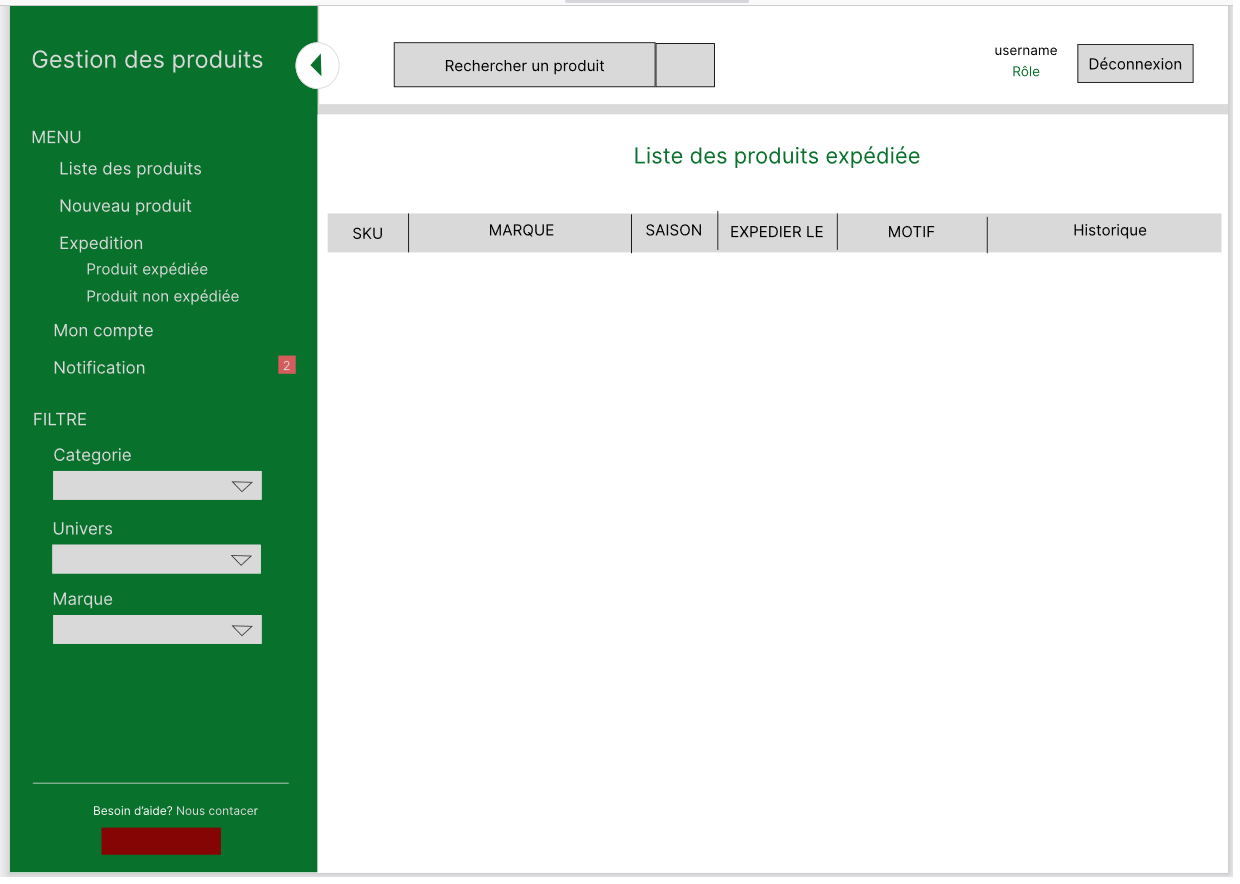 Gestion des produits
MENU
Liste des produits
Nouveau produit
Expedition
Produit expédiée
Produit non expédiée
Mon compte
Notification 2
FILTRE
Categorie
Univers
Marque
Besoin d'aide? Nous contacer
Rechercher un produit
username
Rôle
Déconnexion
Liste des produits expédiée
SKU MARQUE SAISON EXPEDIER LE MOTIF Historique